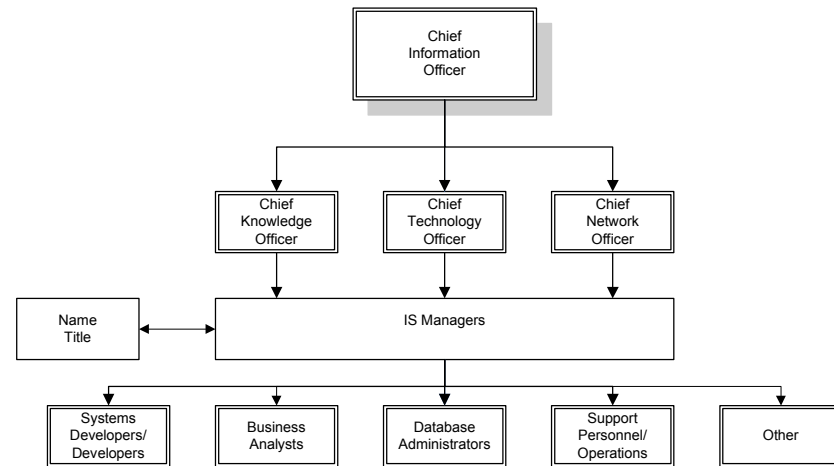 Chief
Information
Officer
Chief
Knowledge
Officer
Chief
Technology
Officer
Chief
Network
Officer
Name
Title
IS Managers
Systems
Developers/
Developers
Business
Analysts
Database
Administrators
Support
Personnel/
Operations
Other